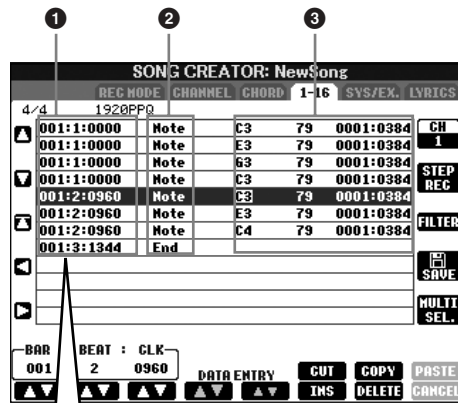 1 2 3
SONG CREATOR: NewSong
REC MODE CHANNEL CHORD 1-16 SYS/EX. LYRICS
4/4 1920PPQ
001:1:0000 Note C3 79 0001:0384
001:1:0000 Note E3 79 0001:0384
001:1:0000 Note G3 79 0001:0384
001:2:0960 Note C3 79 0001:0384
001:2:0960 Note C3 79 0001:0384
001:2:0960 Note E3 79 0001:0384
001:2:0960 Note C4 79 0001:0384
001:3:1344 End
CH
1
STEP
REC
FILTER
SAVE
MULTI
SEL.
BAR BEAT : CLK
001 2 0960
DATA ENTRY
CUT COPY PASTE
INS DELETE CANCEL